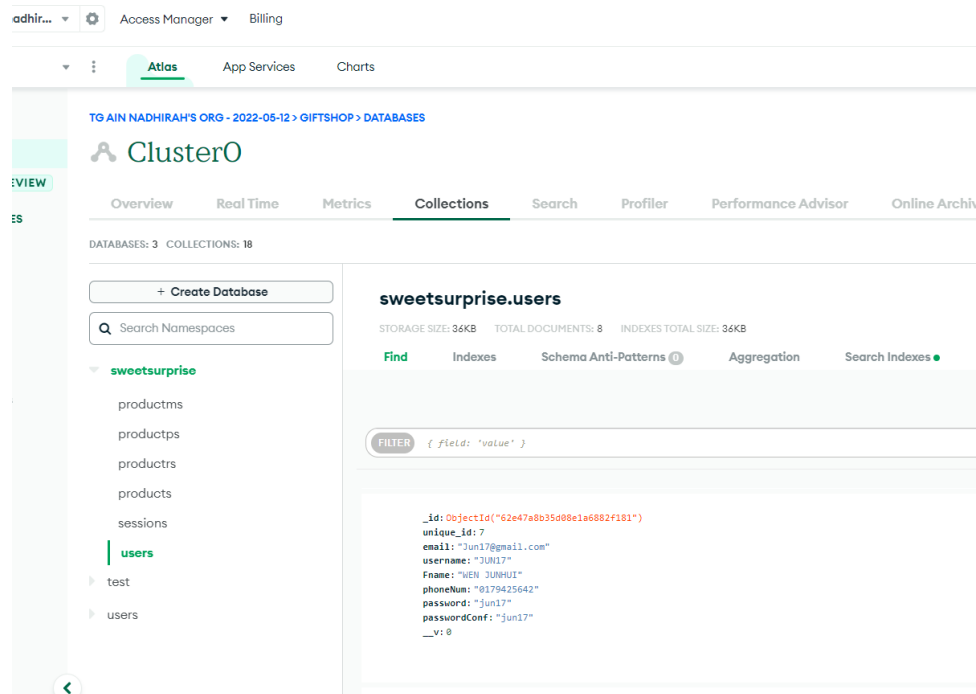 adhir...
Access Manager
Billing
Atlas
App Services
Charts
TG AIN NADHIRAH'S ORG - 2022-05-12 > GIFTSHOP > DATABASES
Cluster0
EVIEW
ES
Overview
Real Time
Metrics
Collections
Search
Profiler
Performance Advisor
Online Archiv
DATABASES: 3 COLLECTIONS: 18
+ Create Database
Search Namespaces
sweetsurprise
productms
productps
productrs
products
sessions
users
test
users
sweetsurprise.users
STORAGE SIZE: 36KB TOTAL DOCUMENTS: 8 INDEXES TOTAL SIZE: 36KB
Find
Indexes
Schema Anti-Patterns 0
Aggregation
Search Indexes
FILTER { field: 'value' }
_id: ObjectId("62e47a8b35d08e1a6882f181")
unique_id: 7
email: "Jun17@gmail.com"
username: "JUN17"
Fname: "WEN JUNHUI"
phoneNum: "0179425642"
password: "jun17"
passwordConf: "jun17"
__v: 0